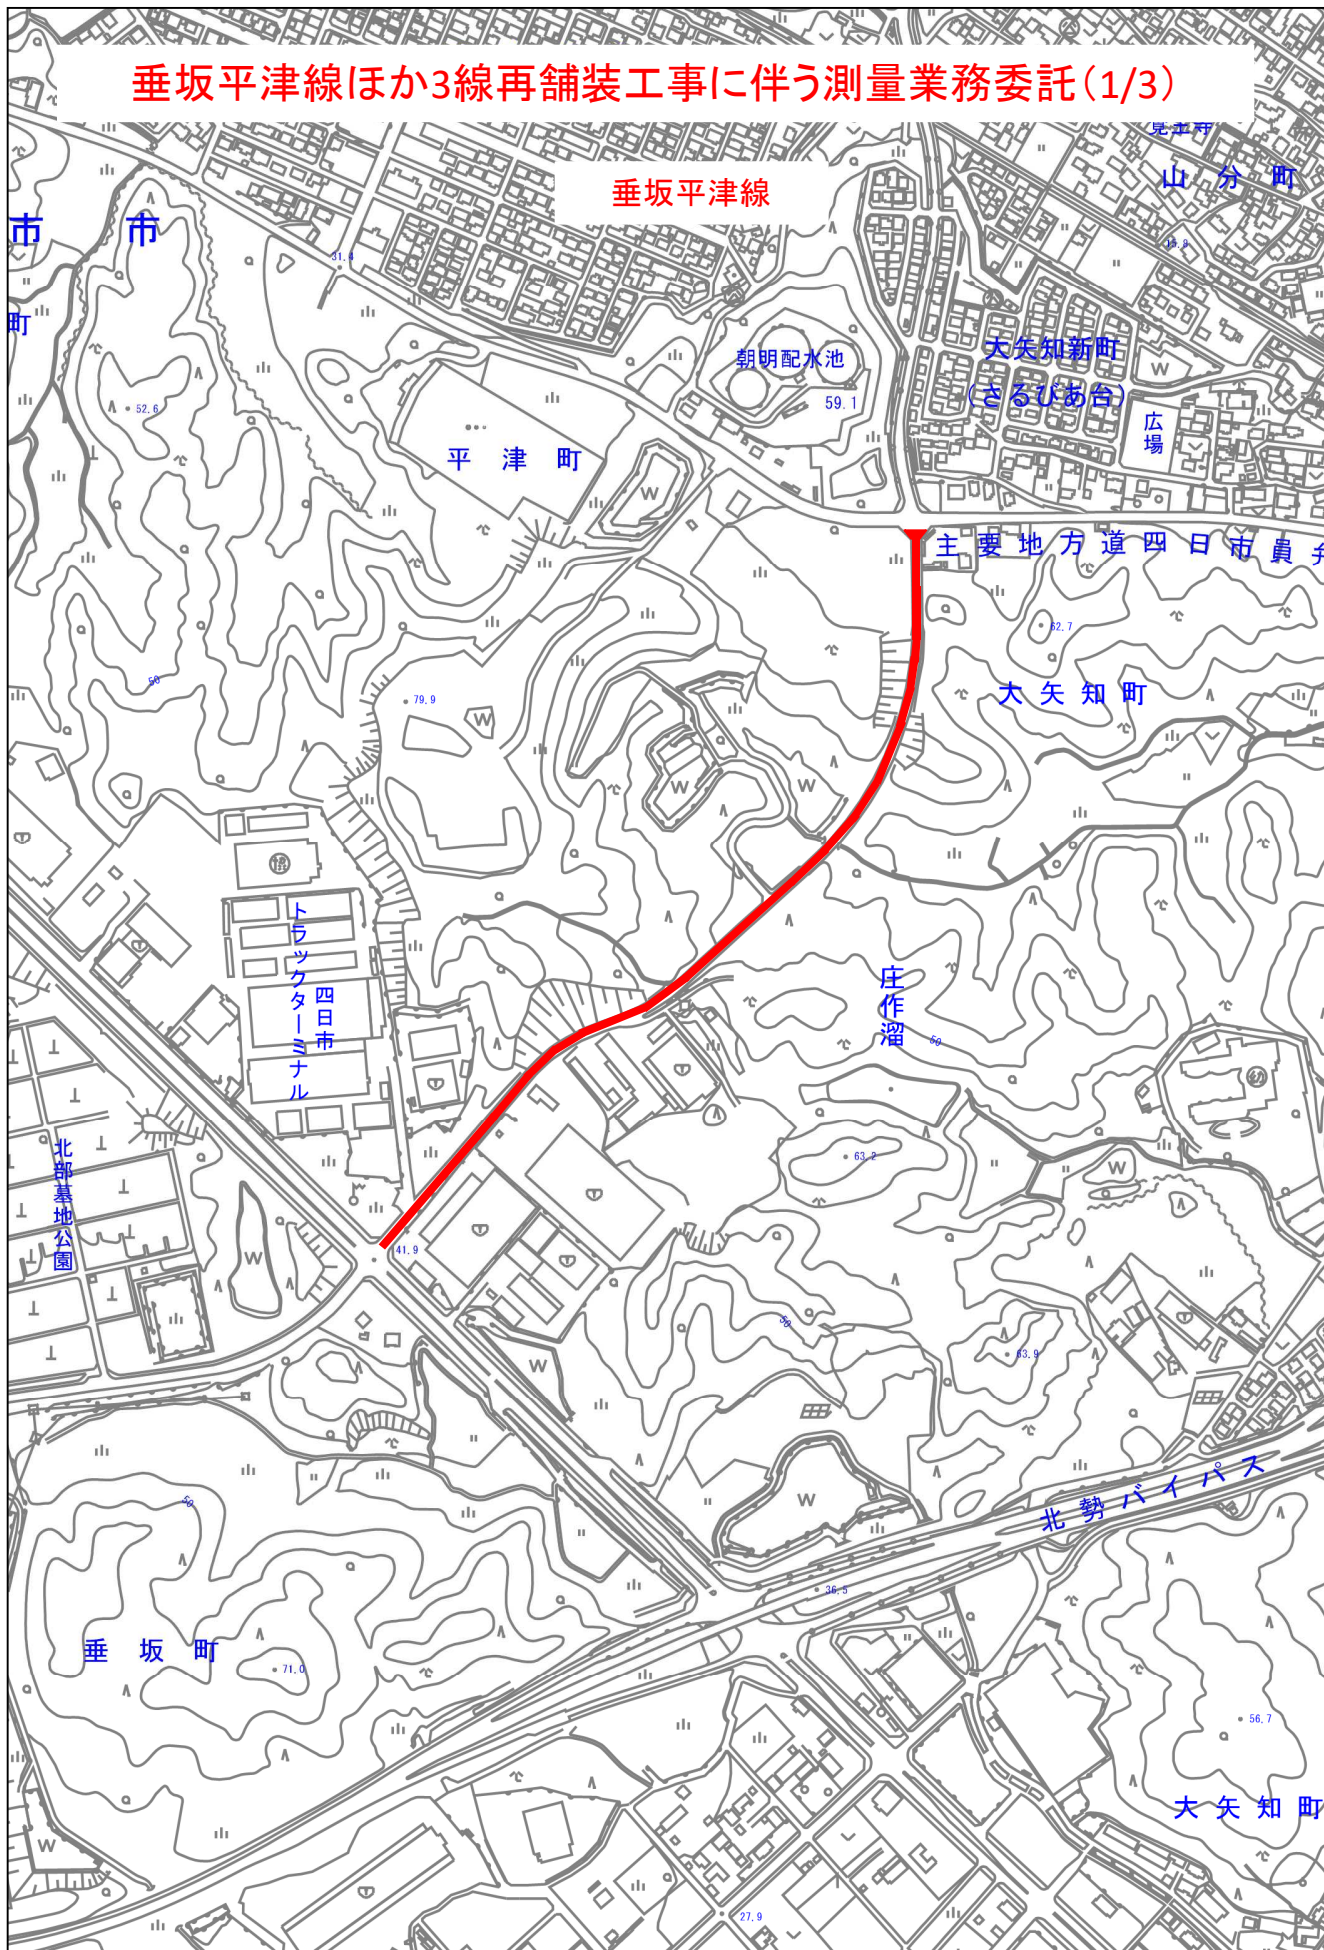 垂坂平津線ほか3線再舗装工事に伴う測量業務委託(1/3)
垂坂平津線
山分町
市 市
15.8
31.4
町
大矢知新町
(さるびあ台)
朝明配水池
59.1
52.6
広場
平津町
主要地方道四日市員弁
62.7
大矢知町
50
79.9
トラックターミナル
四日市
庄作溜
50
北部墓地公園
63.2
41.9
50
63.9
北勢バイパス
50
36.5
垂坂町
71.0
56.7
大矢知町
27.9